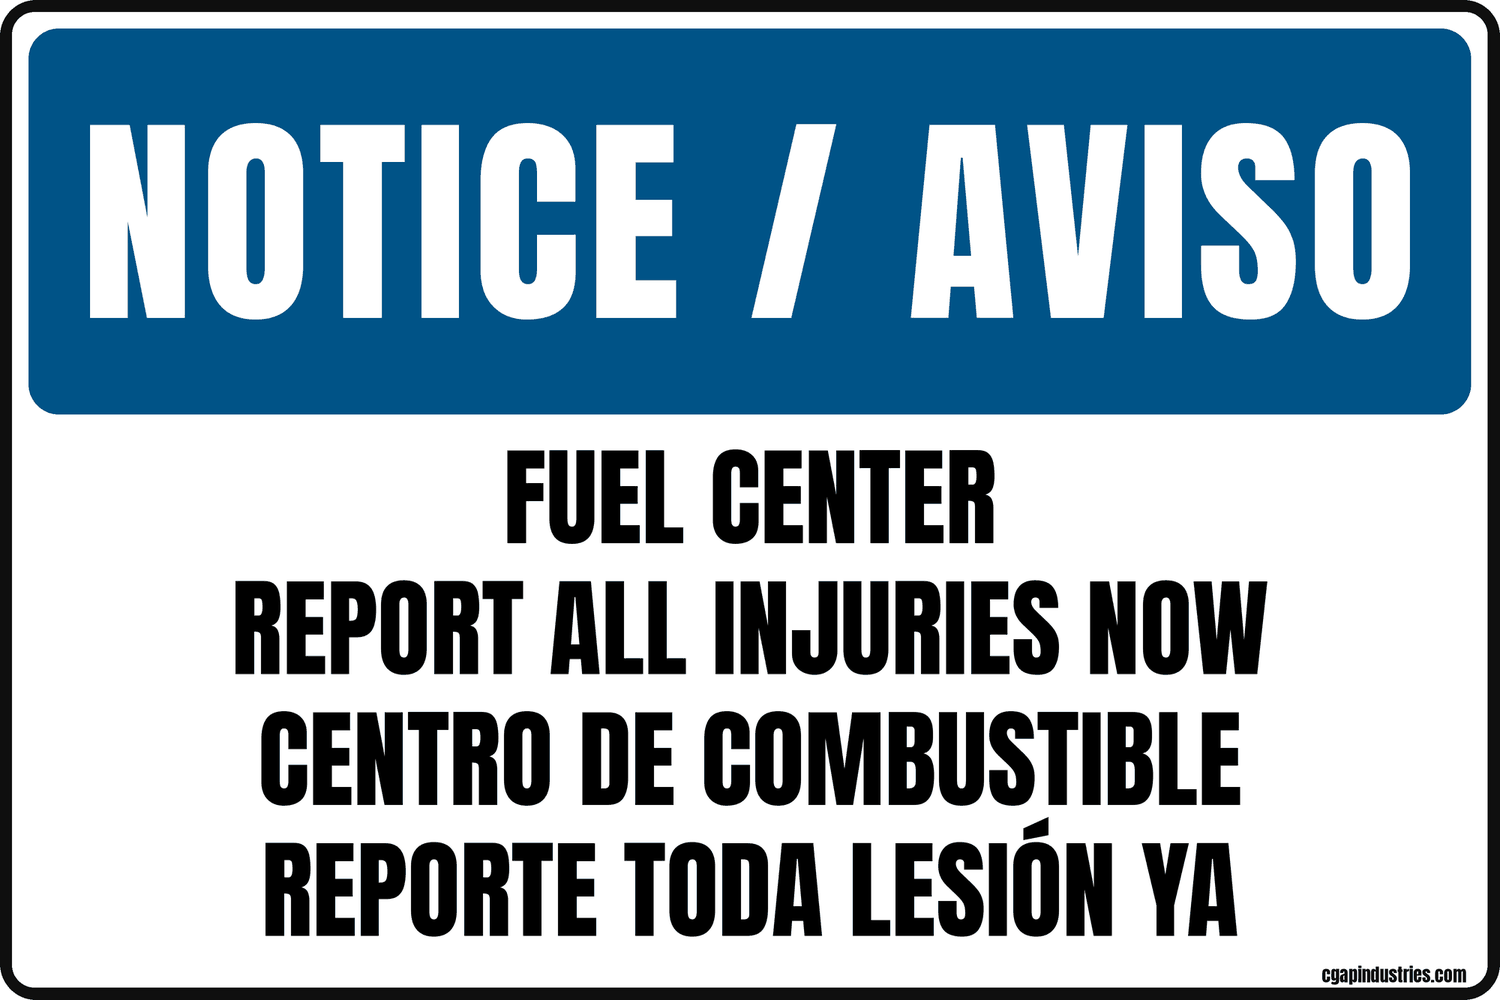 NOTICE / AVISO
FUEL CENTER
REPORT ALL INJURIES NOW
CENTRO DE COMBUSTIBLE
REPORTE TODA LESIÓN YA
cgapindustries.com